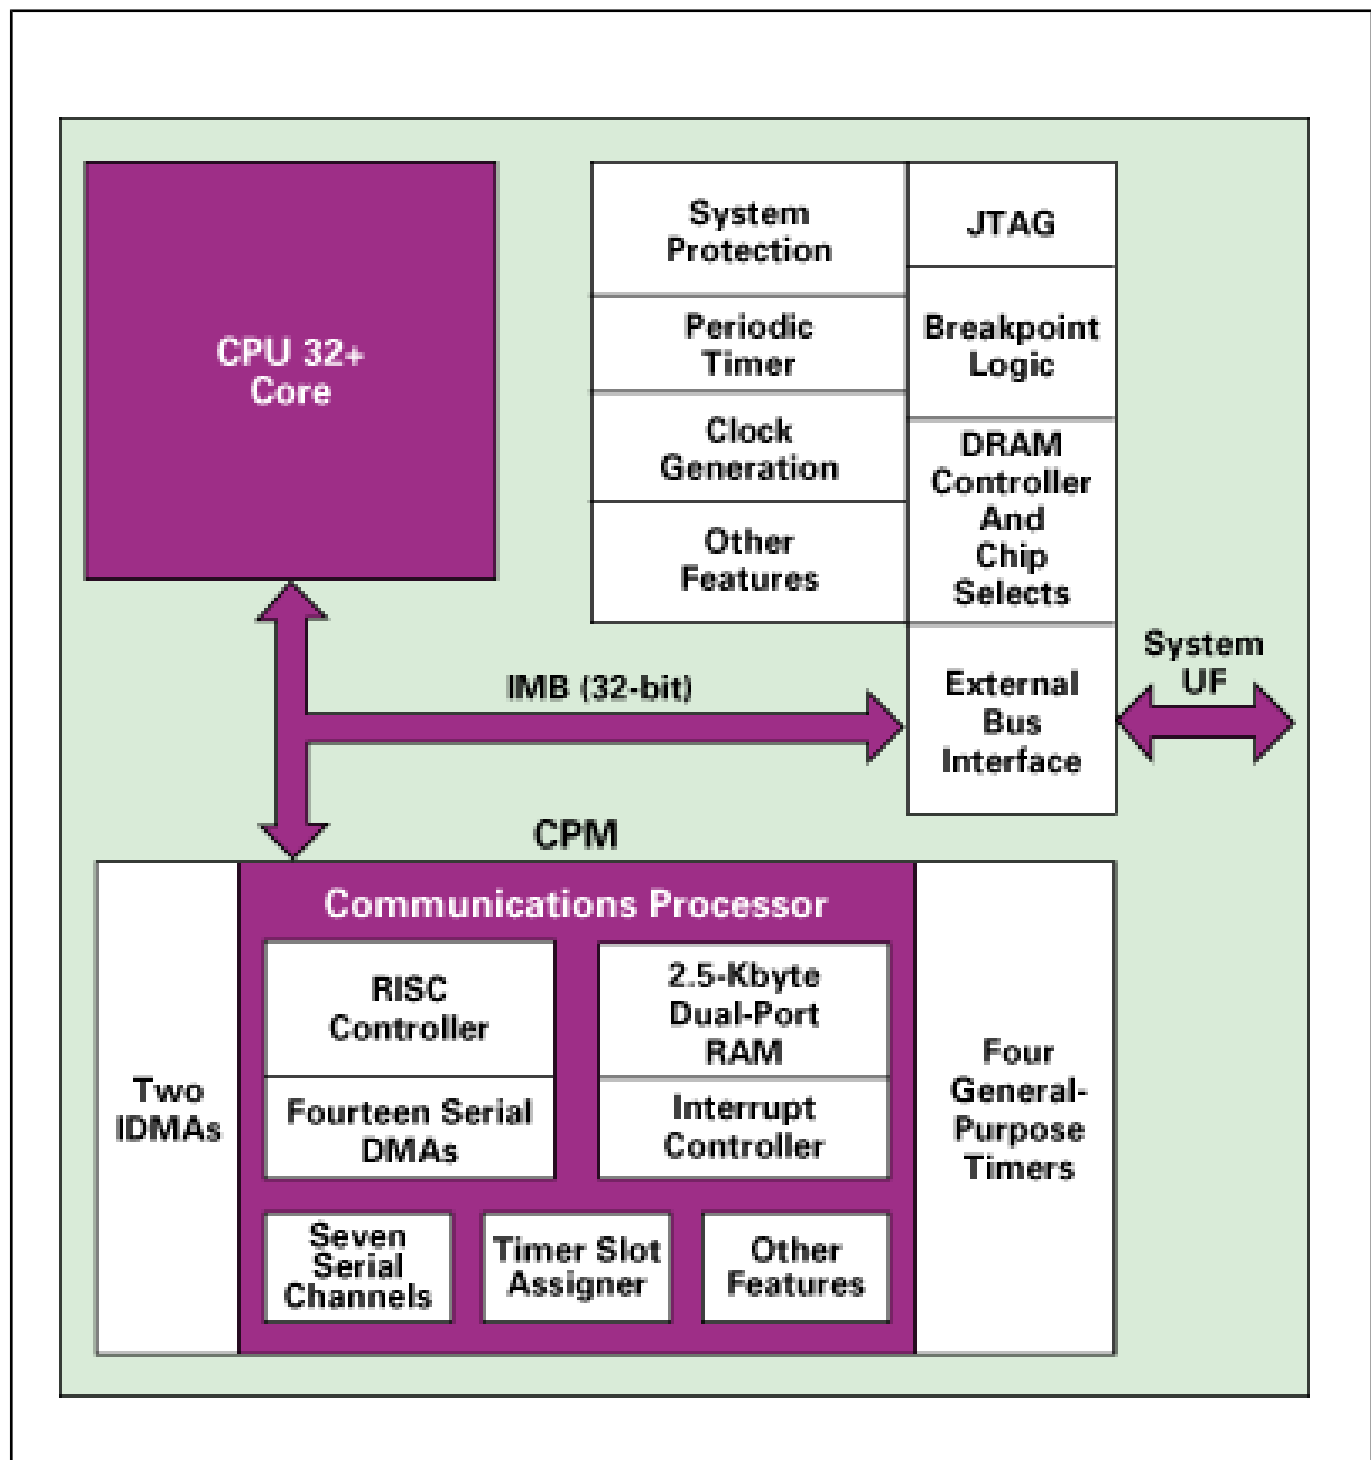 CPU 32+
Core
System
Protection
Periodic
Timer
Clock
Generation
Other
Features
JTAG
Breakpoint
Logic
DRAM
Controller
And
Chip
Selects
External
Bus
Interface
System
UF
IMB (32-bit)
CPM
Two
IDMAs
Communications Processor
RISC
Controller
Fourteen Serial
DMAs
2.5-Kbyte
Dual-Port
RAM
Interrupt
Controller
Seven
Serial
Channels
Timer Slot
Assigner
Other
Features
Four
General-
Purpose
Timers